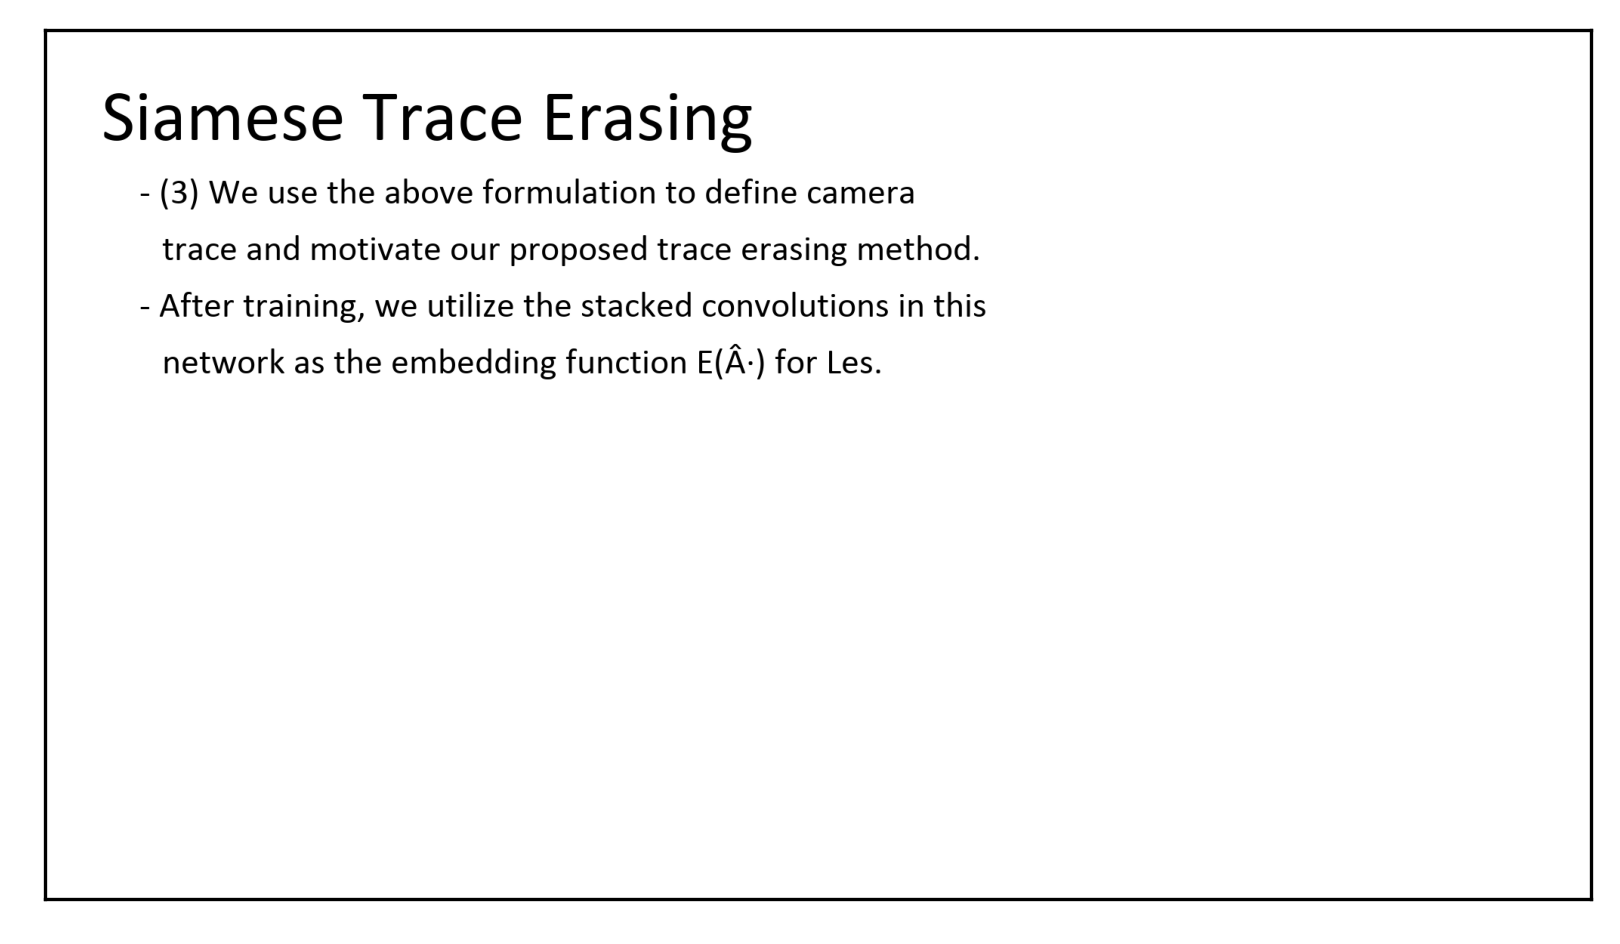 Siamese Trace Erasing
- (3) We use the above formulation to define camera
trace and motivate our proposed trace erasing method.
- After training, we utilize the stacked convolutions in this
network as the embedding function E(Â·) for Les.